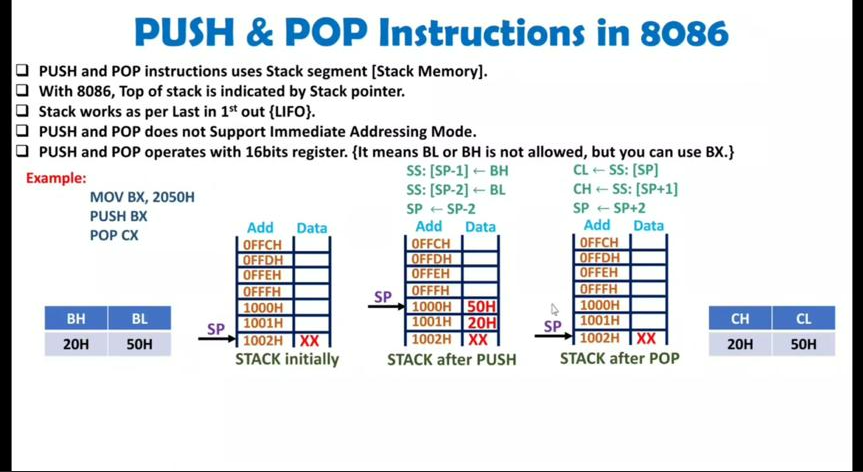 PUSH & POP Instructions in 8086
❑ PUSH and POP instructions uses Stack segment [Stack Memory].
❑ With 8086, Top of stack is indicated by Stack pointer.
❑ Stack works as per Last in 1st out {LIFO}.
❑ PUSH and POP does not Support Immediate Addressing Mode.
❑ PUSH and POP operates with 16bits register. {It means BL or BH is not allowed, but you can use BX.}
Example:
MOV BX, 2050H
PUSH BX
POP CX
BH BL
20H 50H
Add Data
0FFCH
0FFDH
0FFEH
0FFFH
1000H
1001H
SP 1002H XX
STACK initially
SS: [SP-1] ← BH
SS: [SP-2] ← BL
SP ← SP-2
Add Data
0FFCH
0FFDH
0FFEH
0FFFH
SP 1000H 50H
1001H 20H
1002H XX
STACK after PUSH
CL ← SS: [SP]
CH ← SS: [SP+1]
SP ← SP+2
Add Data
0FFCH
0FFDH
0FFEH
0FFFH
1000H
1001H
SP 1002H XX
STACK after POP
CH CL
20H 50H